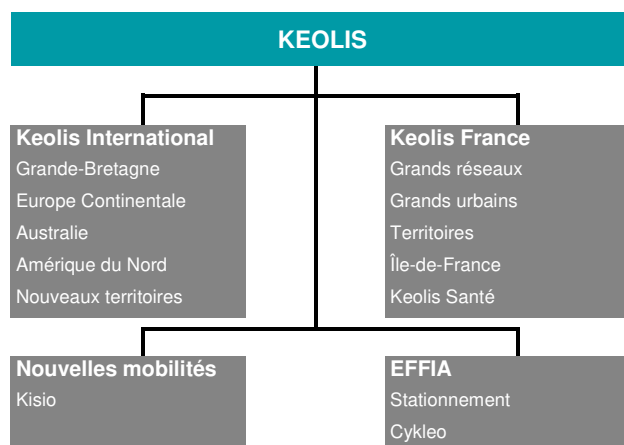 KEOLIS
Keolis International
Grande-Bretagne
Europe Continentale
Australie
Amérique du Nord
Nouveaux territoires
Keolis France
Grands réseaux
Grands urbains
Territoires
Île-de-France
Keolis Santé
Nouvelles mobilités
Kisio
EFFIA
Stationnement
Cykleo